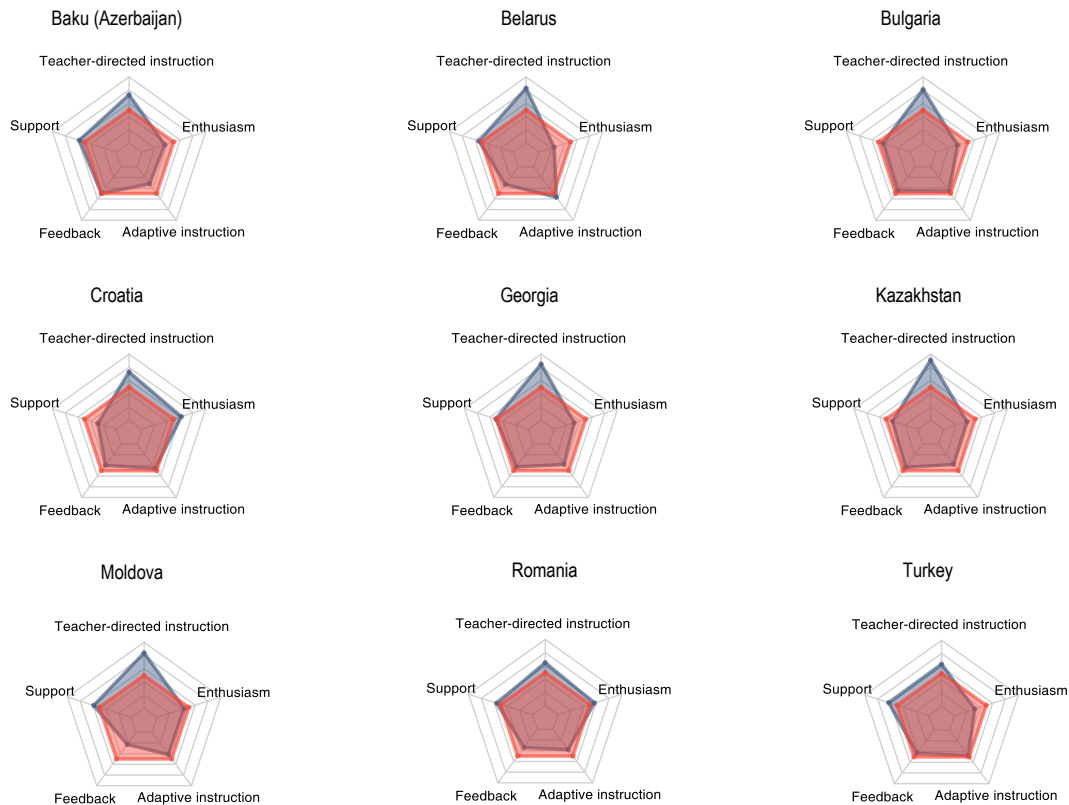 Baku (Azerbaijan)
Teacher-directed instruction
Support
Enthusiasm
Feedback
Adaptive instruction
Belarus
Teacher-directed instruction
Support
Enthusiasm
Feedback
Adaptive instruction
Bulgaria
Teacher-directed instruction
Support
Enthusiasm
Feedback
Adaptive instruction
Croatia
Teacher-directed instruction
Support
Enthusiasm
Feedback
Adaptive instruction
Georgia
Teacher-directed instruction
Support
Enthusiasm
Feedback
Adaptive instruction
Kazakhstan
Teacher-directed instruction
Support
Enthusiasm
Feedback
Adaptive instruction
Moldova
Teacher-directed instruction
Support
Enthusiasm
Feedback
Adaptive instruction
Romania
Teacher-directed instruction
Support
Enthusiasm
Feedback
Adaptive instruction
Turkey
Teacher-directed instruction
Support
Enthusiasm
Feedback
Adaptive instruction